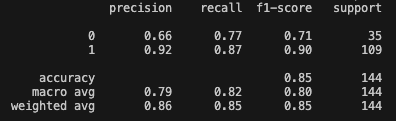 precision recall f1-score support
0 0.66 0.77 0.71 35
1 0.92 0.87 0.90 109
accuracy 0.85 144
macro avg 0.79 0.82 0.80 144
weighted avg 0.86 0.85 0.85 144